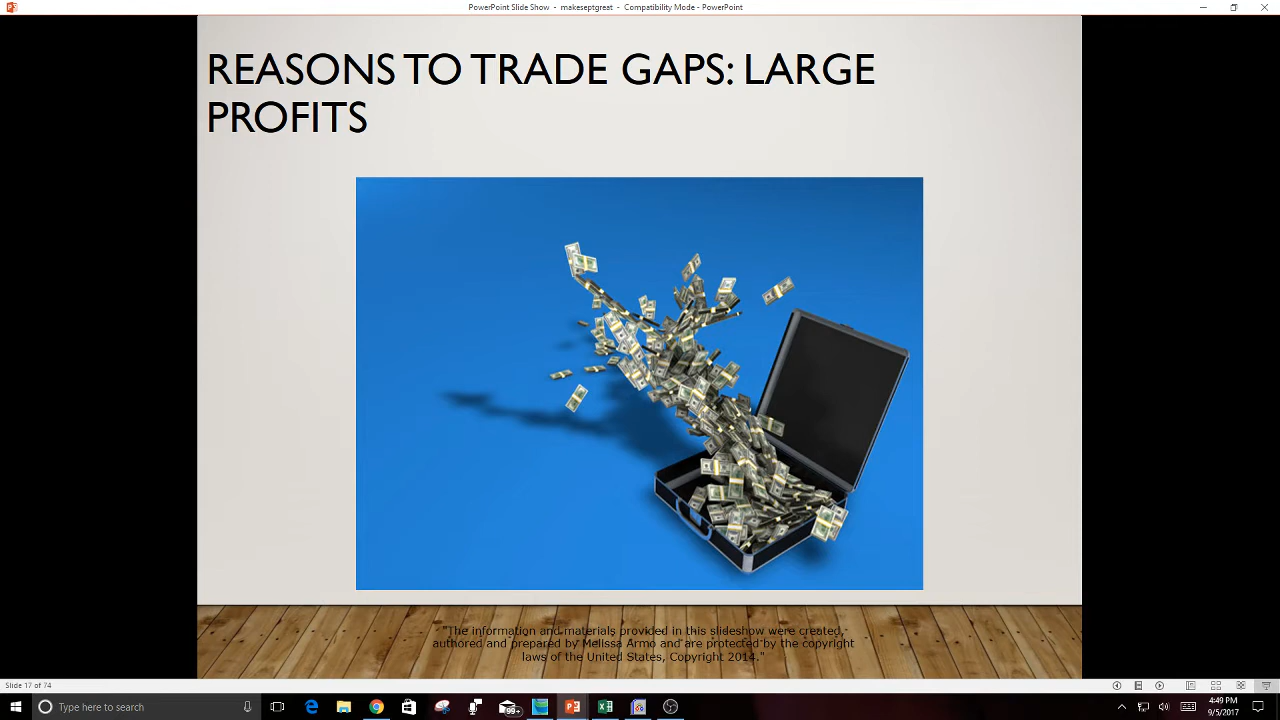 PowerPoint Slide Show - makeseptgreat - Compatibility Mode - PowerPoint
REASONS TO TRADE GAPS: LARGE
PROFITS
"The information and materials provided in this slideshow were created,
authored and prepared by Melissa Armo and are protected by the copyright
laws of the United States, Copyright 2014."
Slide 17 of 74
Type here to search
99+
4:49 PM
9/5/2017